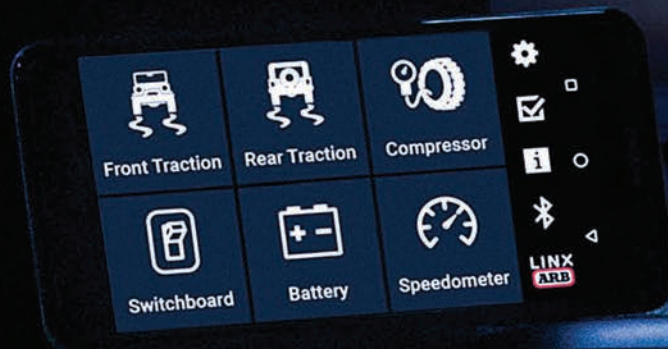 Front Traction
Rear Traction
Compressor
Switchboard
Battery
Speedometer
LINX
ARB